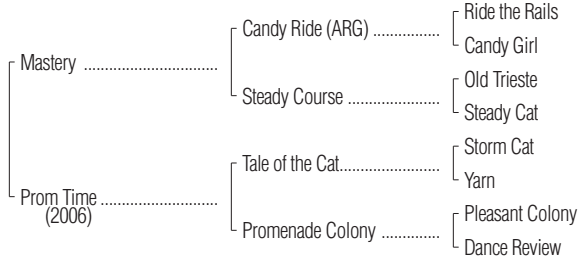 Ride the Rails
Candy Ride (ARG) ................
Candy Girl
Mastery ................................
Old Trieste
Steady Course ......................
Steady Cat
Storm Cat
Tale of the Cat........................
Yarn
Prom Time ............................
(2006)
Pleasant Colony
Promenade Colony ..............
Dance Review